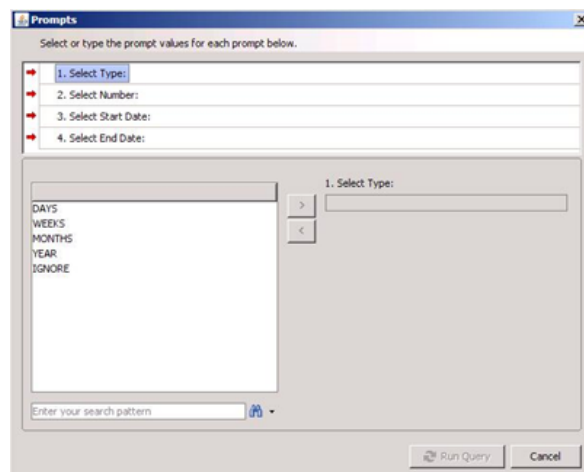 Prompts
Select or type the prompt values for each prompt below.
1. Select Type:
2. Select Number:
3. Select Start Date:
4. Select End Date:
1. Select Type:
DAYS
WEEKS
MONTHS
YEAR
IGNORE
Enter your search pattern
Run Query Cancel